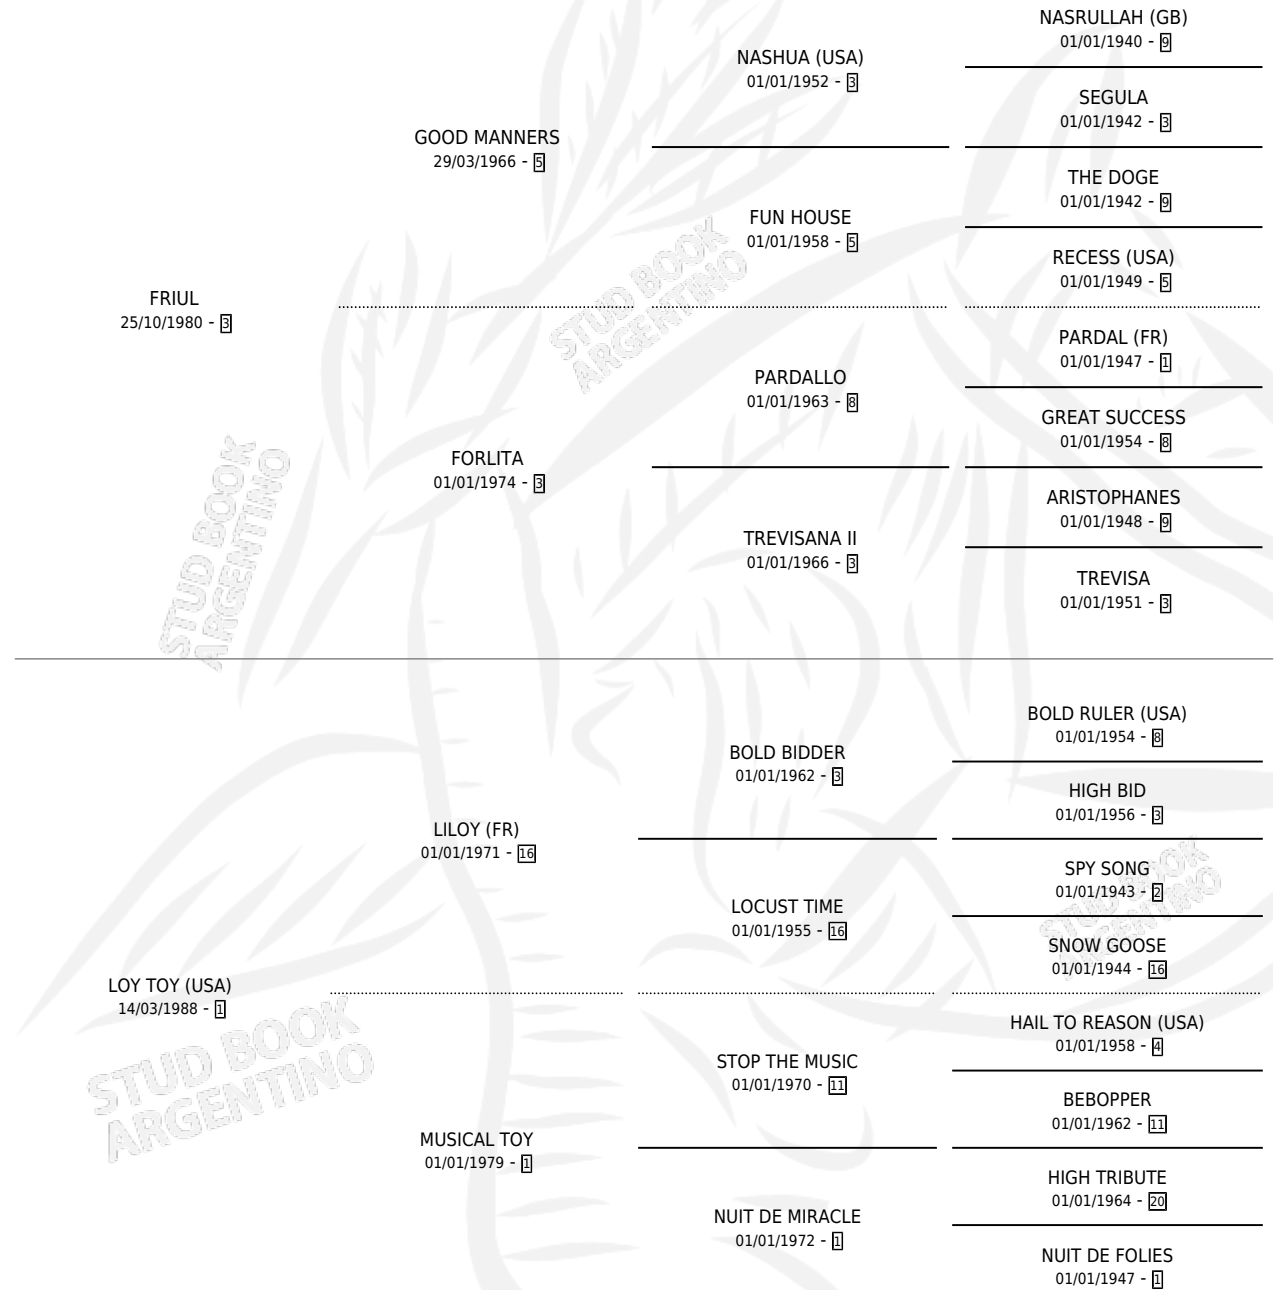 NASRULLAH (GB)
01/01/1940 - 9
NASHUA (USA)
01/01/1952 - 3
SEGULA
01/01/1942 - 3
GOOD MANNERS
29/03/1966 - 5
THE DOGE
01/01/1942 - 9
FUN HOUSE
01/01/1958 - 5
RECESS (USA)
01/01/1949 - 5
FRIUL
25/10/1980 - 3
PARDAL (FR)
01/01/1947 - 1
PARDALLO
01/01/1963 - 8
GREAT SUCCESS
01/01/1954 - 8
FORLITA
01/01/1974 - 3
ARISTOPHANES
01/01/1948 - 9
TREVISANA II
01/01/1966 - 3
TREVISA
01/01/1951 - 3
BOLD RULER (USA)
01/01/1954 - 8
BOLD BIDDER
01/01/1962 - 3
HIGH BID
01/01/1956 - 3
LILOY (FR)
01/01/1971 - 16
SPY SONG
01/01/1943 - 2
LOCUST TIME
01/01/1955 - 16
SNOW GOOSE
01/01/1944 - 16
LOY TOY (USA)
14/03/1988 - 1
HAIL TO REASON (USA)
01/01/1958 - 4
STOP THE MUSIC
01/01/1970 - 11
BEBOPPER
01/01/1962 - 11
MUSICAL TOY
01/01/1979 - 1
HIGH TRIBUTE
01/01/1964 - 20
NUIT DE MIRACLE
01/01/1972 - 1
NUIT DE FOLIES
01/01/1947 - 1
STUD BOOK
ARGENTINO
STUD BOOK
ARGENTINO
STUD BOOK
ARGENTINO
STUD BOOK
ARGENTINO